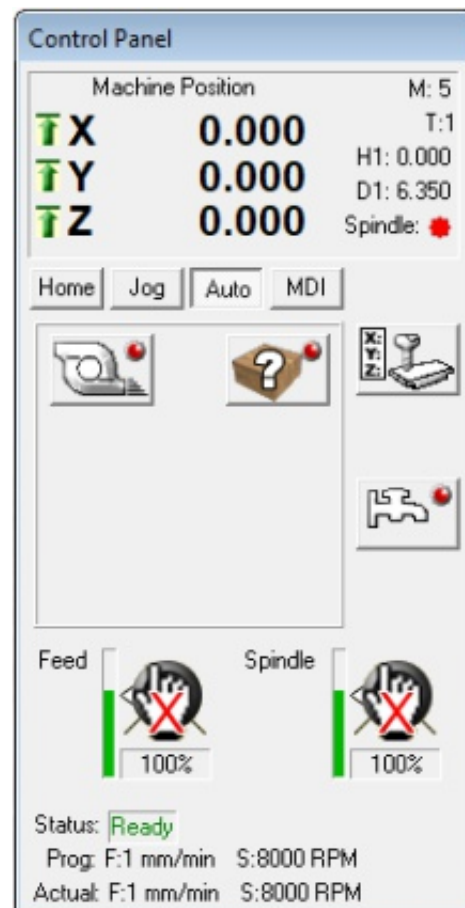 Control Panel
Machine Position M: 5
X 0.000 T:1
Y 0.000 H1: 0.000
Z 0.000 D1: 6.350
Spindle:
Home Jog Auto MDI
X:
Y:
Z:
?
Feed Spindle
100% 100%
Status: Ready
Prog: F:1 mm/min S:8000 RPM
Actual: F:1 mm/min S:8000 RPM